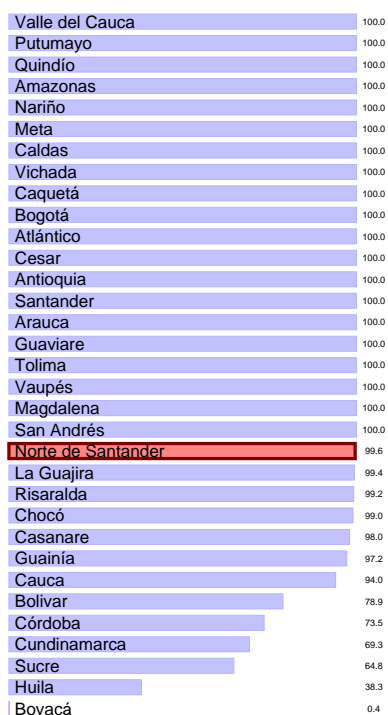 Valle del Cauca 100.0
Putumayo 100.0
Quindío 100.0
Amazonas 100.0
Nariño 100.0
Meta 100.0
Caldas 100.0
Vichada 100.0
Caquetá 100.0
Bogotá 100.0
Atlántico 100.0
Cesar 100.0
Antioquia 100.0
Santander 100.0
Arauca 100.0
Guaviare 100.0
Tolima 100.0
Vaupés 100.0
Magdalena 100.0
San Andrés 100.0
Norte de Santander 99.6
La Guajira 99.4
Risaralda 99.2
Chocó 99.0
Casanare 98.0
Guainía 97.2
Cauca 94.0
Bolivar 78.9
Córdoba 73.5
Cundinamarca 69.3
Sucre 64.8
Huila 38.3
Boyacá 0.4